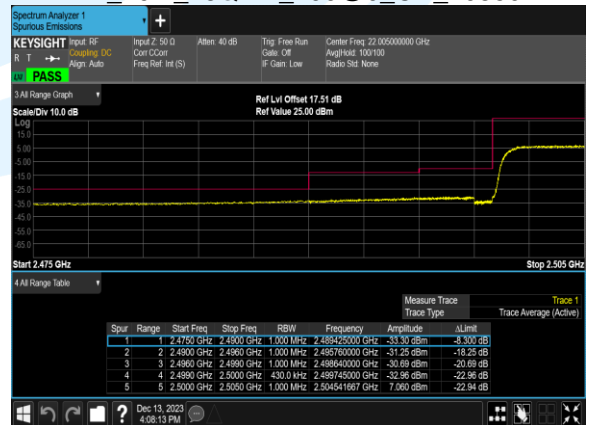 Spectrum Analyzer 1
Spurious Emissions
KEYSIGHT Input: RF Input Z: 50 Ω Atten: 40 dB Trig: Free Run Center Freq: 22.005000000 GHz
R T Coupling: DC Corr CCorr Gate: Off Avg|Hold: 100/100
Align: Auto Freq Ref: Int (S) IF Gain: Low Radio Std: None
PASS
3 All Range Graph
Ref Lvl Offset 17.51 dB
Scale/Div 10.0 dB Ref Value 25.00 dBm
Log
15.0
5.00
-5.00
-15.0
-25.0
-35.0
-45.0
-55.0
-65.0
Start 2.475 GHz Stop 2.505 GHz
4 All Range Table
Measure Trace Trace 1
Trace Type Trace Average (Active)
Spur Range Start Freq Stop Freq RBW Frequency Amplitude ΔLimit
1 1 2.4750 GHz 2.4900 GHz 1.000 MHz 2.489425000 GHz -33.30 dBm -8.300 dB
2 2 2.4900 GHz 2.4960 GHz 1.000 MHz 2.495760000 GHz -31.25 dBm -18.25 dB
3 3 2.4960 GHz 2.4990 GHz 1.000 MHz 2.498640000 GHz -30.69 dBm -20.69 dB
4 4 2.4990 GHz 2.5000 GHz 430.0 kHz 2.499745000 GHz -32.96 dBm -22.96 dB
5 5 2.5000 GHz 2.5050 GHz 1.000 MHz 2.504541667 GHz 7.060 dBm -22.94 dB
?
Dec 13, 2023
4:08:13 PM